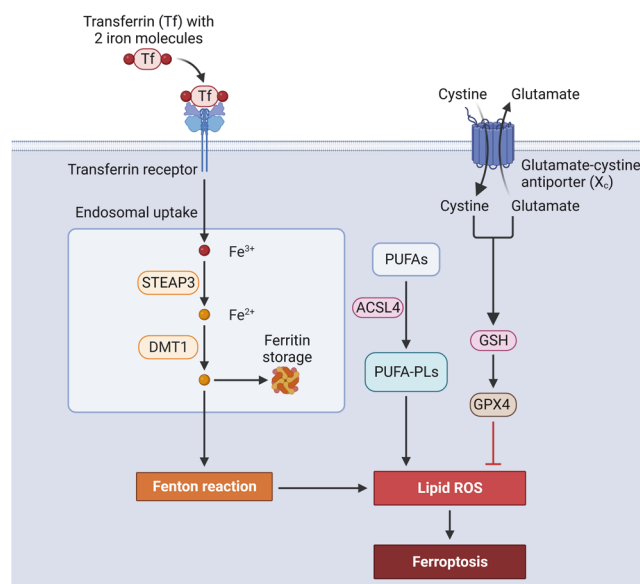 Transferrin (Tf) with
2 iron molecules
Tf
Tf
Cystine
Glutamate
Transferrin receptor
Glutamate-cystine
antiporter (Xc)
Endosomal uptake
Cystine
Glutamate
Fe3+
PUFAs
STEAP3
ACSL4
Fe2+
DMT1
Ferritin
storage
GSH
PUFA-PLs
GPX4
Fenton reaction
Lipid ROS
Ferroptosis